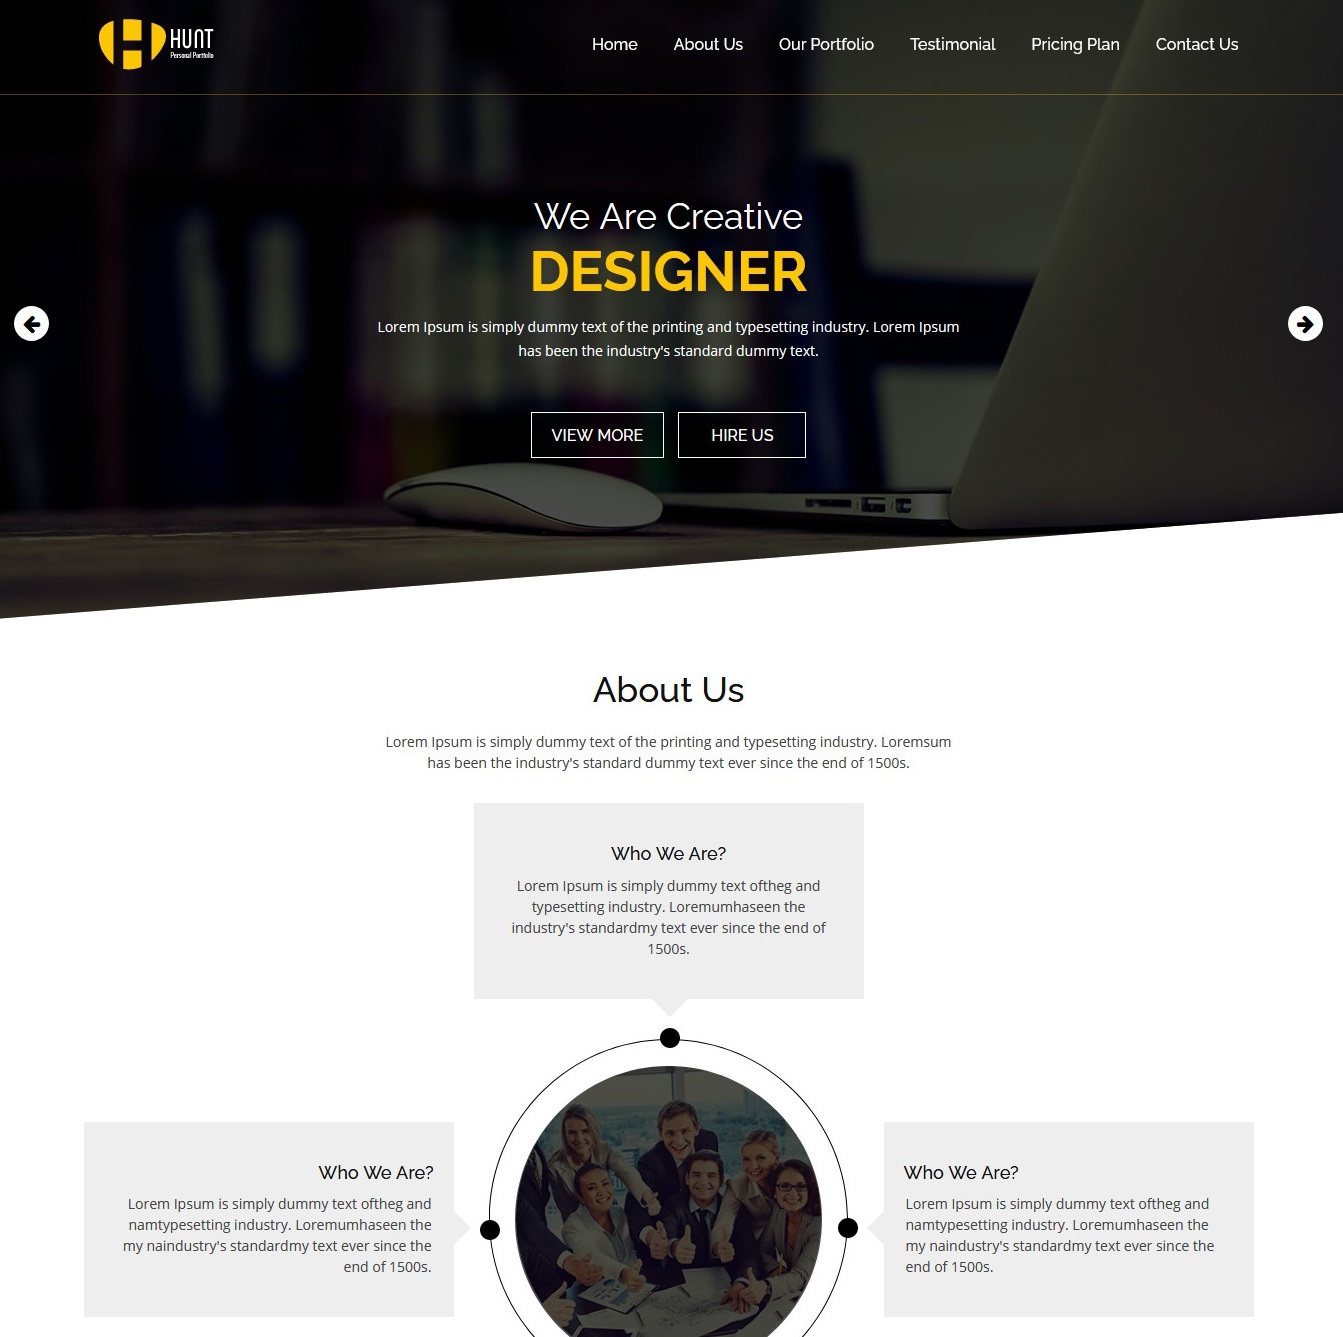 HUNT
Personal Portfolio
Home About Us Our Portfolio Testimonial Pricing Plan Contact Us
We Are Creative
DESIGNER
Lorem Ipsum is simply dummy text of the printing and typesetting industry. Lorem Ipsum
has been the industry's standard dummy text.
VIEW MORE HIRE US
About Us
Lorem Ipsum is simply dummy text of the printing and typesetting industry. Loremsum
has been the industry's standard dummy text ever since the end of 1500s.
Who We Are?
Lorem Ipsum is simply dummy text oftheg and
typesetting industry. Loremumhaseen the
industry's standardmy text ever since the end of
1500s.
Who We Are?
Lorem Ipsum is simply dummy text oftheg and
namtypesetting industry. Loremumhaseen the
my naindustry's standardmy text ever since the
end of 1500s.
Who We Are?
Lorem Ipsum is simply dummy text oftheg and
namtypesetting industry. Loremumhaseen the
my naindustry's standardmy text ever since the
end of 1500s.